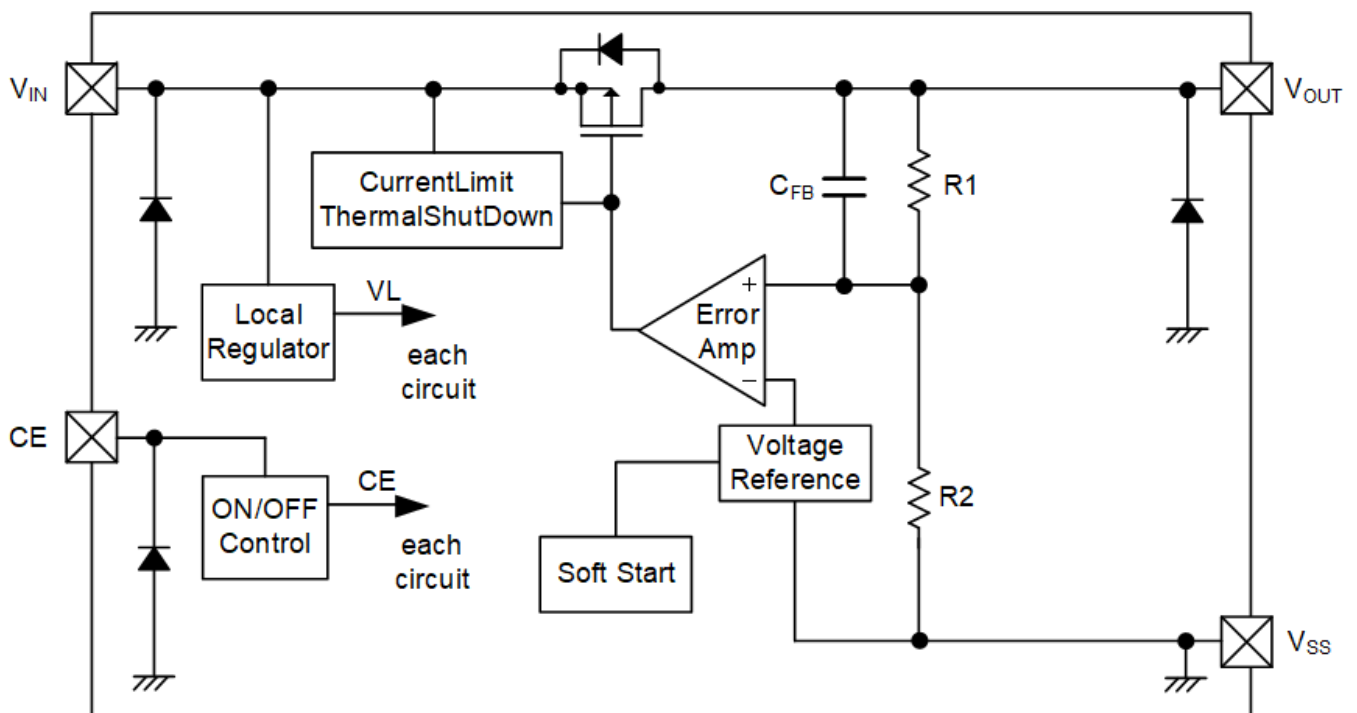 VIN
VOUT
CurrentLimit
ThermalShutDown
CFB
R1
VL
Local
Regulator
each
circuit
+
Error
Amp
−
CE
Voltage
Reference
CE
ON/OFF
Control
each
circuit
R2
Soft Start
VSS